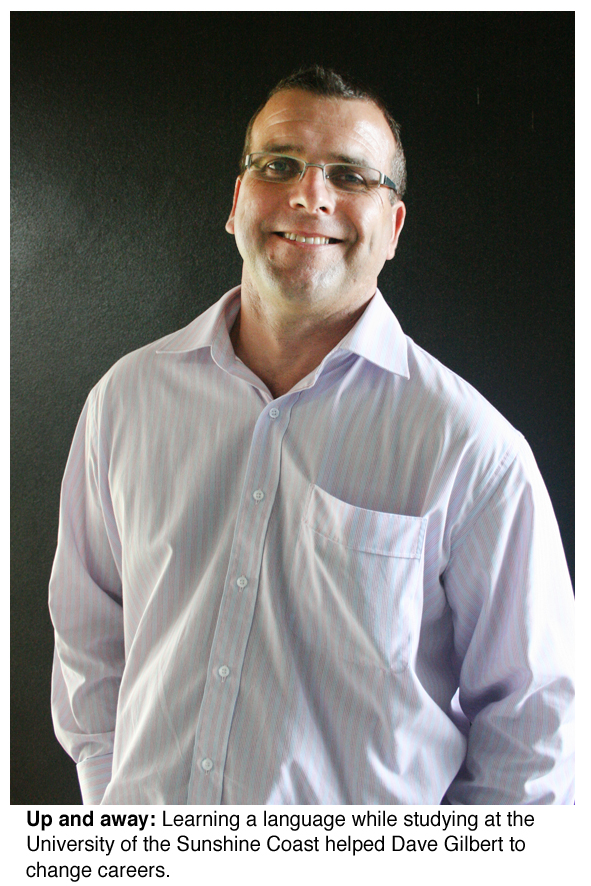 Up and away: Learning a language while studying at the
University of the Sunshine Coast helped Dave Gilbert to
change careers.